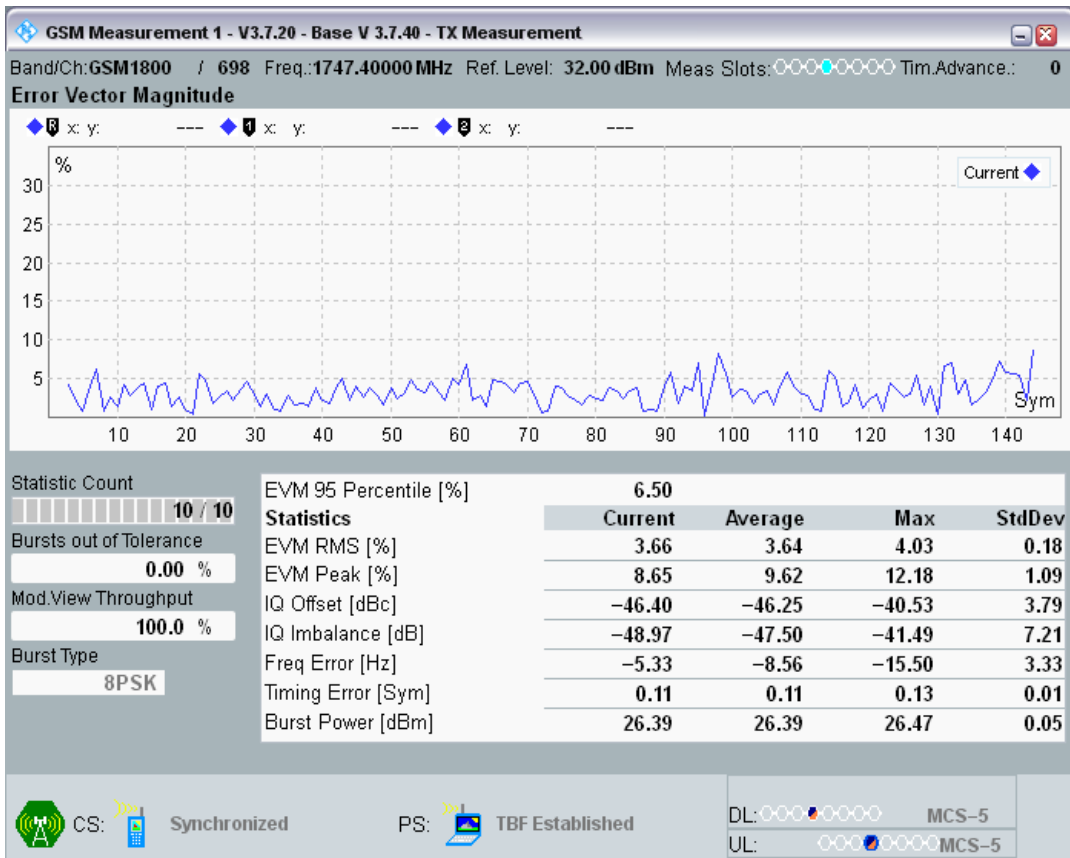 GSM Measurement 1 - V3.7.20 - Base V 3.7.40 - TX Measurement
Band/Ch:GSM1800 / 698 Freq.:1747.40000 MHz Ref. Level: 32.00 dBm Meas Slots: Tim.Advance.: 0
Error Vector Magnitude
R x: y: --- 1 x: y: --- 2 x: y: ---
%
Current
30
25
20
15
10
5
Sym
10 20 30 40 50 60 70 80 90 100 110 120 130 140
Statistic Count
10 / 10
Bursts out of Tolerance
0.00 %
Mod.View Throughput
100.0 %
Burst Type
8PSK
EVM 95 Percentile [%] 6.50
Statistics Current Average Max StdDev
EVM RMS [%] 3.66 3.64 4.03 0.18
EVM Peak [%] 8.65 9.62 12.18 1.09
IQ Offset [dBc] −46.40 −46.25 −40.53 3.79
IQ Imbalance [dB] −48.97 −47.50 −41.49 7.21
Freq Error [Hz] −5.33 −8.56 −15.50 3.33
Timing Error [Sym] 0.11 0.11 0.13 0.01
Burst Power [dBm] 26.39 26.39 26.47 0.05
CS: Synchronized PS: TBF Established
DL: MCS−5
UL: MCS−5